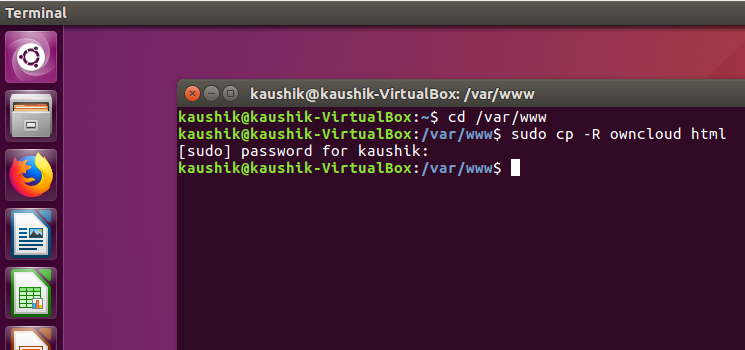 Terminal
kaushik@kaushik-VirtualBox: /var/www
kaushik@kaushik-VirtualBox:~$ cd /var/www
kaushik@kaushik-VirtualBox:/var/www$ sudo cp -R owncloud html
[sudo] password for kaushik:
kaushik@kaushik-VirtualBox:/var/www$